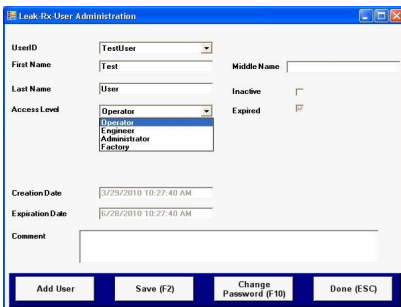 Leak-Rx-User Administration
UserID TestUser
First Name Test Middle Name
Last Name User Inactive
Access Level Operator Expired
Operator
Engineer
Administrator
Factory
Creation Date 3/29/2010 10:27:40 AM
Expiration Date 6/28/2010 10:27:40 AM
Comment
Add User Save (F2) Change Password (F10) Done (ESC)